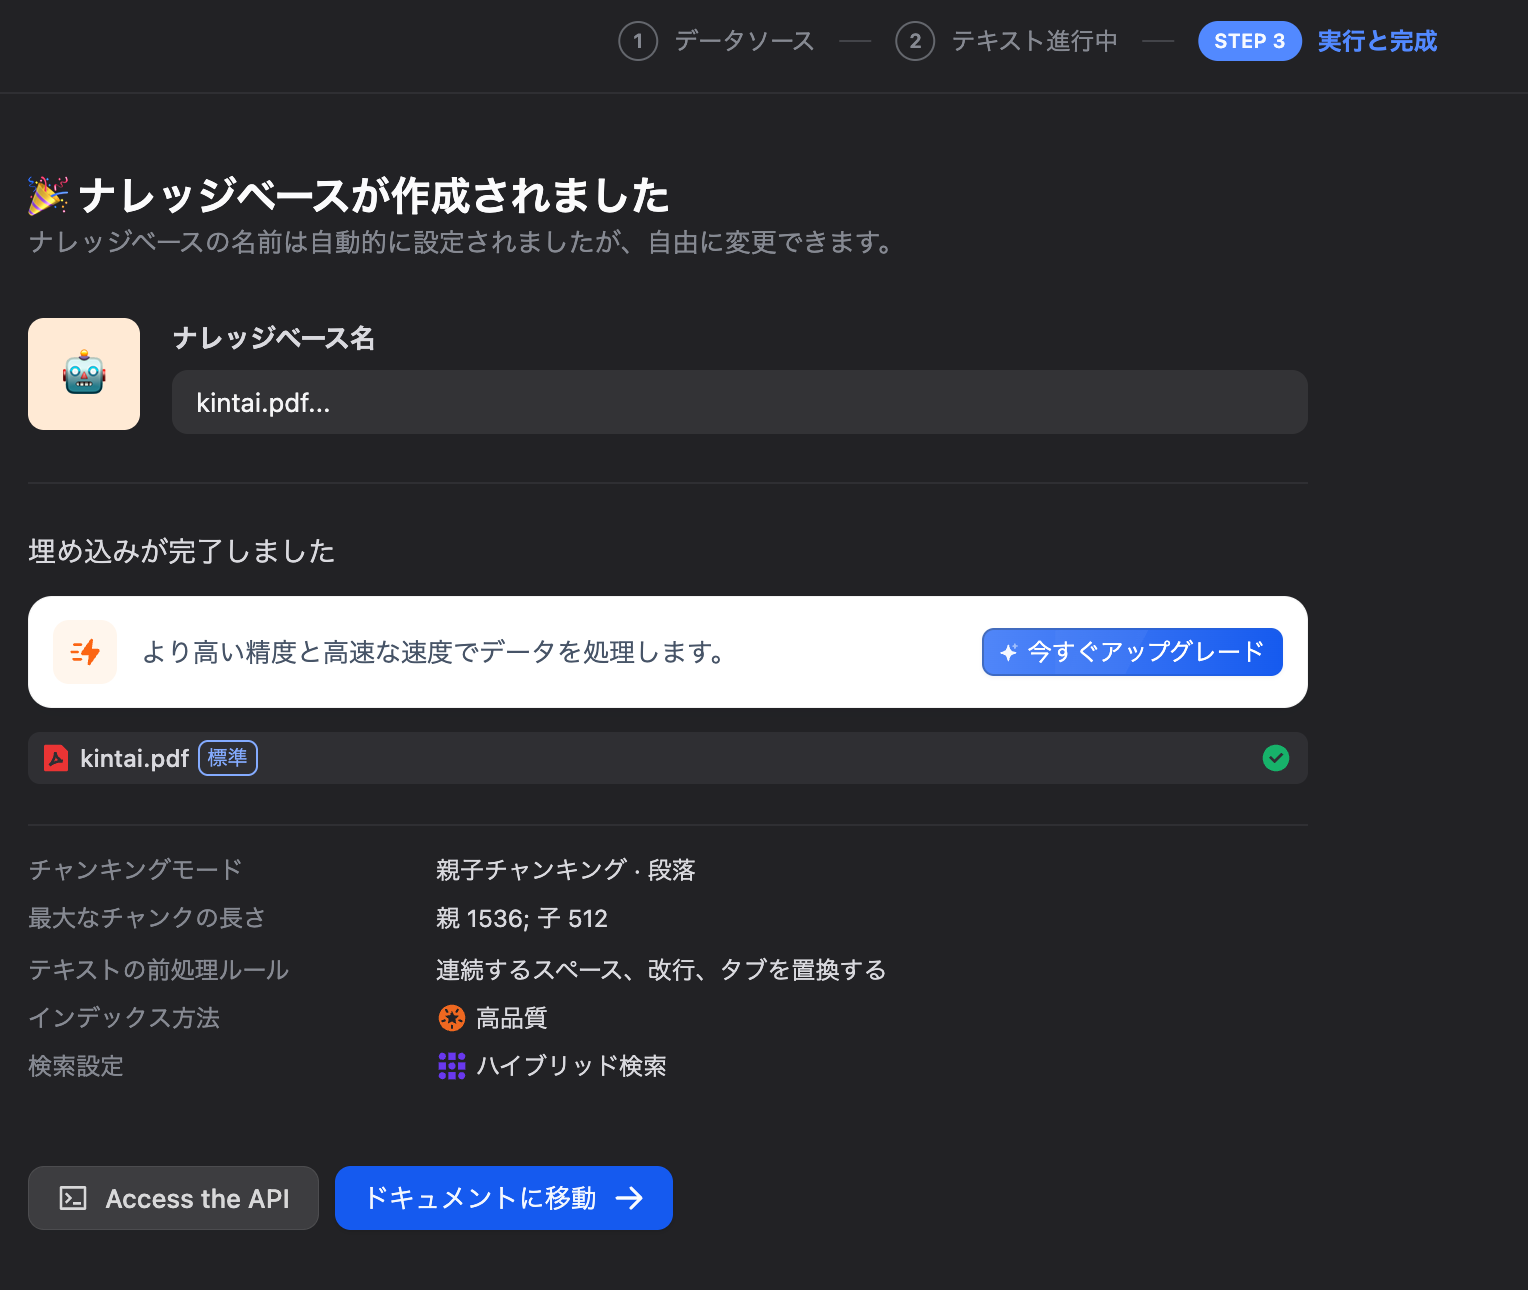 1 データソース 2 テキスト進行中 STEP 3 実行と完成
ナレッジベースが作成されました
ナレッジベースの名前は自動的に設定されましたが、自由に変更できます。
ナレッジベース名
kintai.pdf...
埋め込みが完了しました
より高い精度と高速な速度でデータを処理します。 今すぐアップグレード
kintai.pdf 標準
チャンキングモード 親子チャンキング · 段落
最大なチャンクの長さ 親 1536; 子 512
テキストの前処理ルール 連続するスペース、改行、タブを置換する
インデックス方法 高品質
検索設定 ハイブリッド検索
Access the API ドキュメントに移動